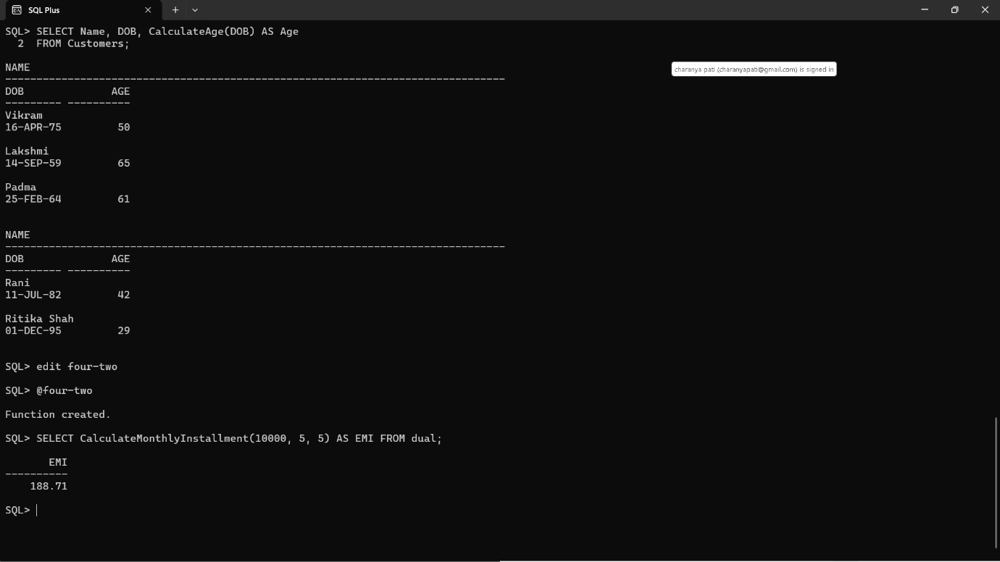 SQL Plus
SQL> SELECT Name, DOB, CalculateAge(DOB) AS Age
  2  FROM Customers;
NAME
--------------------------------------------------------------------------------
DOB              AGE
--------- ----------
Vikram
16-APR-75         50
Lakshmi
14-SEP-59         65
Padma
25-FEB-64         61
NAME
--------------------------------------------------------------------------------
DOB              AGE
--------- ----------
Rani
11-JUL-82         42
Ritika Shah
01-DEC-95         29
SQL> edit four-two
SQL> @four-two
Function created.
SQL> SELECT CalculateMonthlyInstallment(10000, 5, 5) AS EMI FROM dual;
       EMI
----------
    188.71
SQL>
charanya pati (charanyapati@gmail.com) is signed in